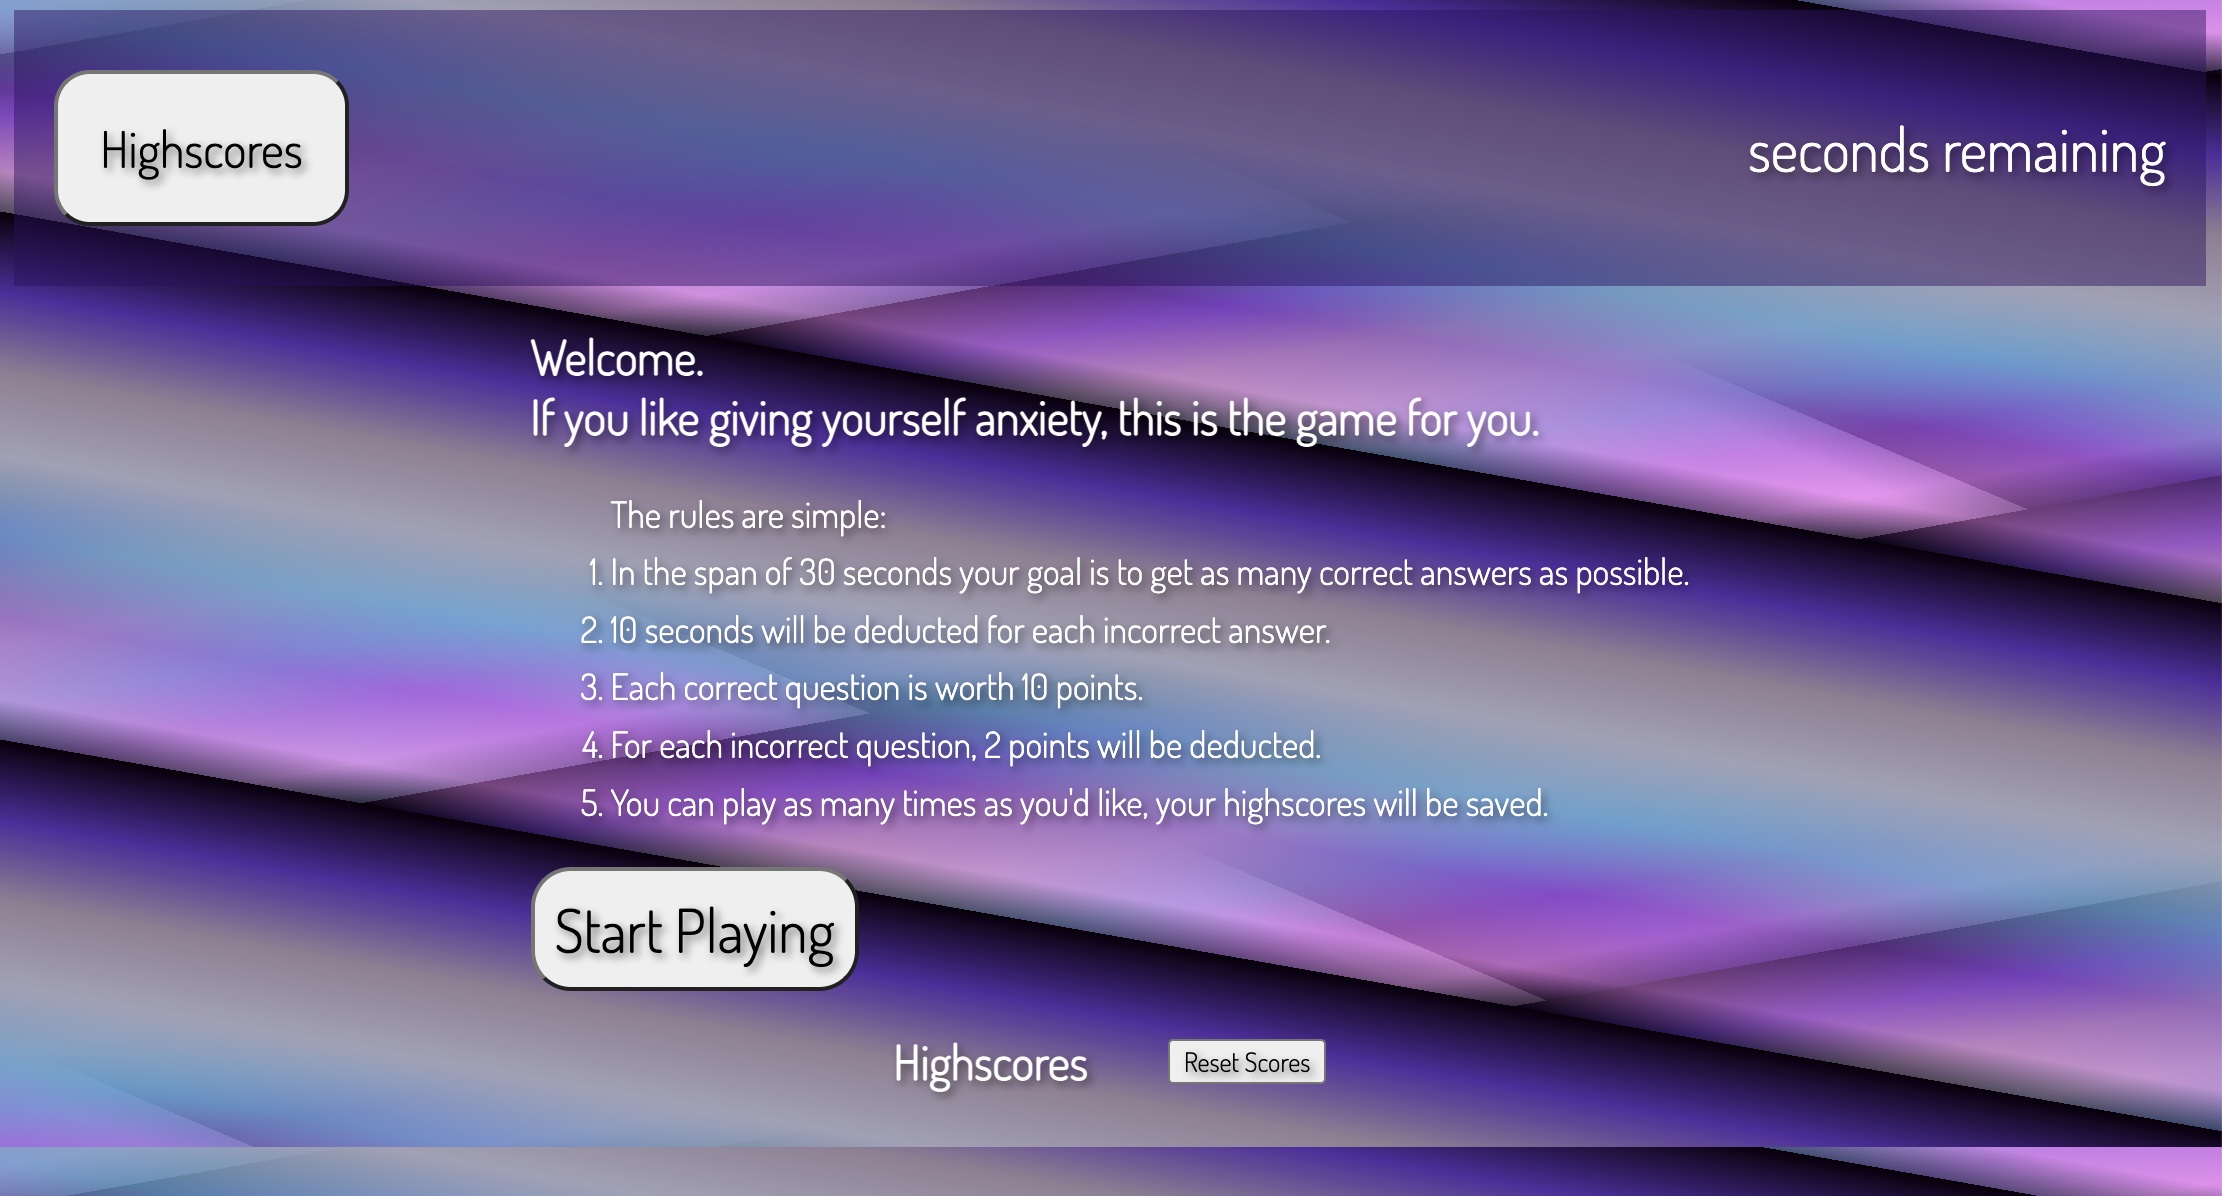 Highscores
seconds remaining
Welcome.
If you like giving yourself anxiety, this is the game for you.
The rules are simple:
1. In the span of 30 seconds your goal is to get as many correct answers as possible.
2. 10 seconds will be deducted for each incorrect answer.
3. Each correct question is worth 10 points.
4. For each incorrect question, 2 points will be deducted.
5. You can play as many times as you'd like, your highscores will be saved.
Start Playing
Highscores
Reset Scores